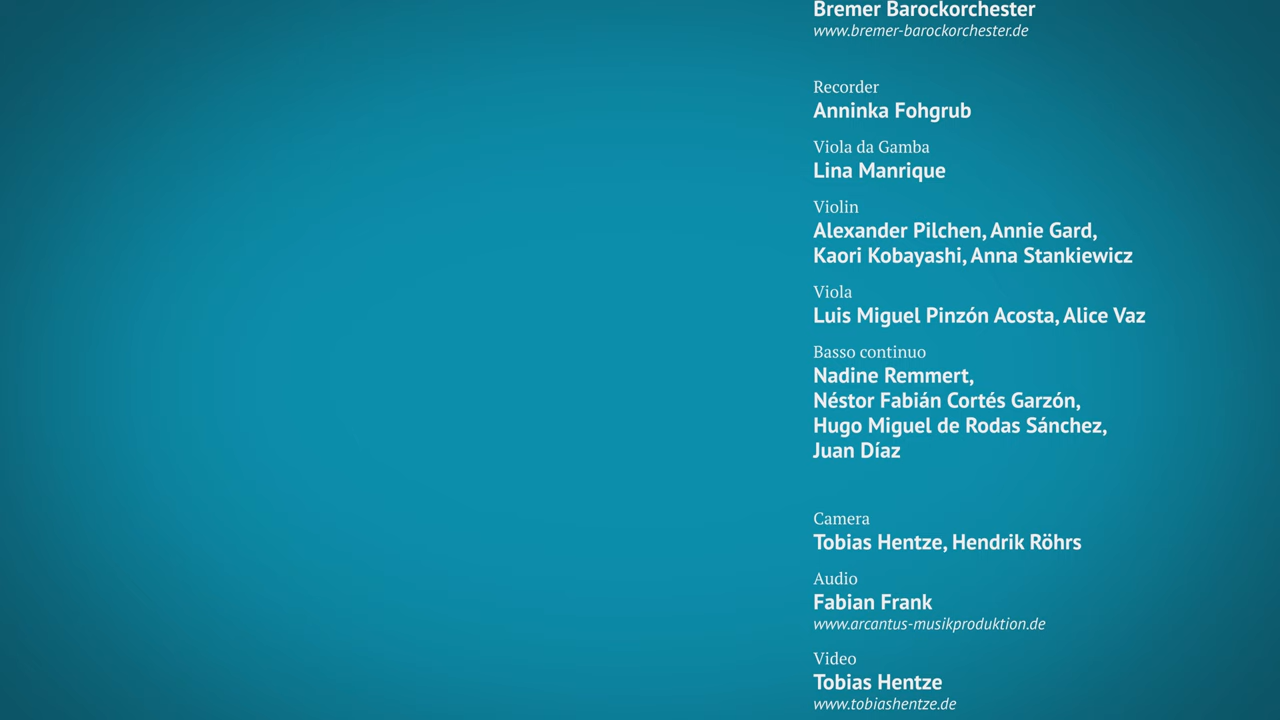 Bremer Barockorchester
www.bremer-barockorchester.de
Recorder
Anninka Fohgrub
Viola da Gamba
Lina Manrique
Violin
Alexander Pilchen, Annie Gard,
Kaori Kobayashi, Anna Stankiewicz
Viola
Luis Miguel Pinzón Acosta, Alice Vaz
Basso continuo
Nadine Remmert,
Néstor Fabián Cortés Garzón,
Hugo Miguel de Rodas Sánchez,
Juan Díaz
Camera
Tobias Hentze, Hendrik Röhrs
Audio
Fabian Frank
www.arcantus-musikproduktion.de
Video
Tobias Hentze
www.tobiashentze.de